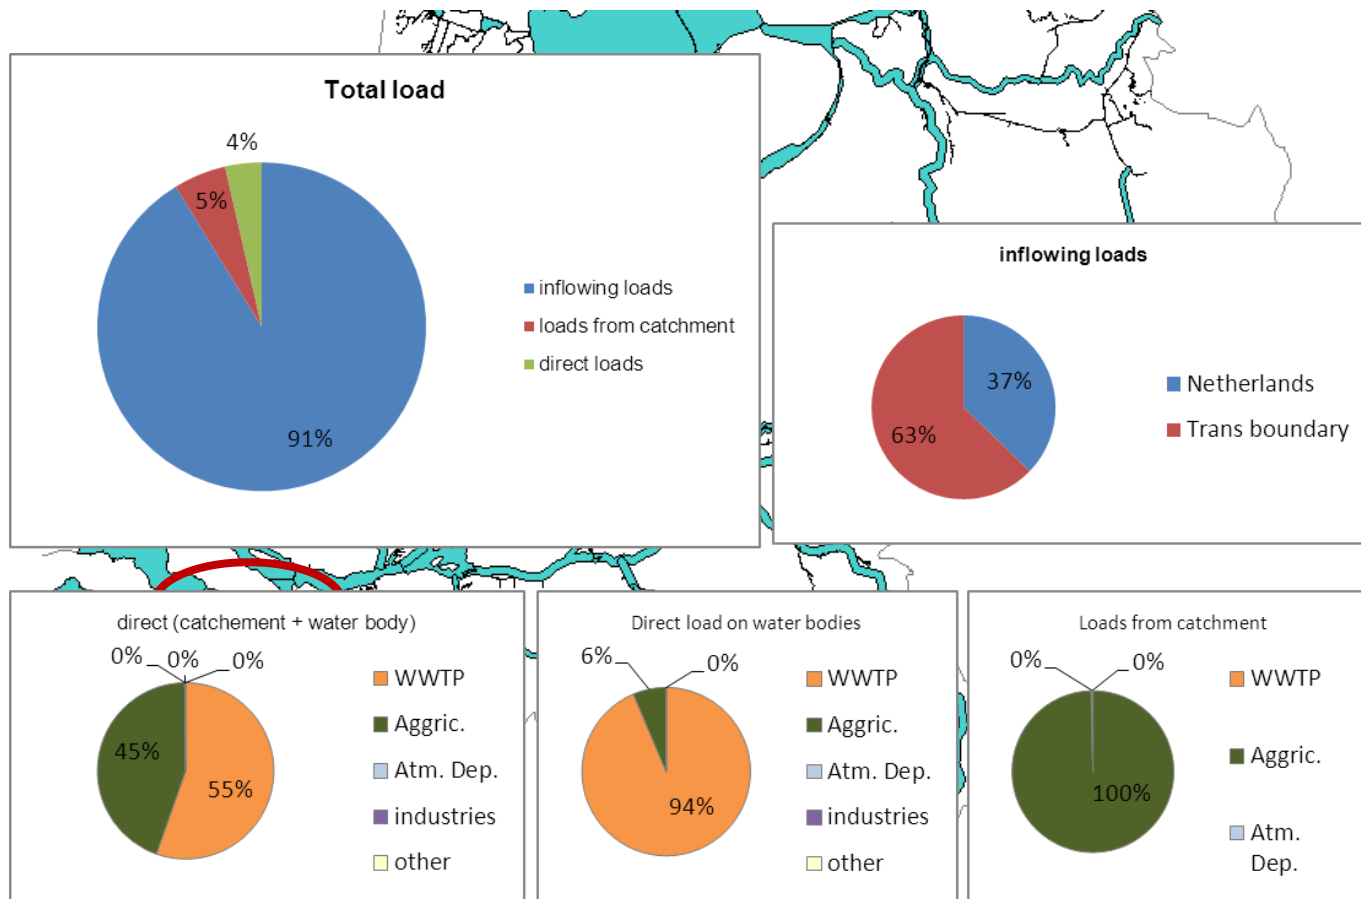 Total load
4%
5%
91%
inflowing loads
loads from catchment
direct loads
inflowing loads
37%
63%
Netherlands
Trans boundary
direct (catchement + water body)
0%
0%
0%
45%
55%
WWTP
Aggric.
Atm. Dep.
industries
other
Direct load on water bodies
6%
0%
94%
WWTP
Aggric.
Atm. Dep.
industries
other
Loads from catchment
0%
0%
100%
WWTP
Aggric.
Atm.
Dep.